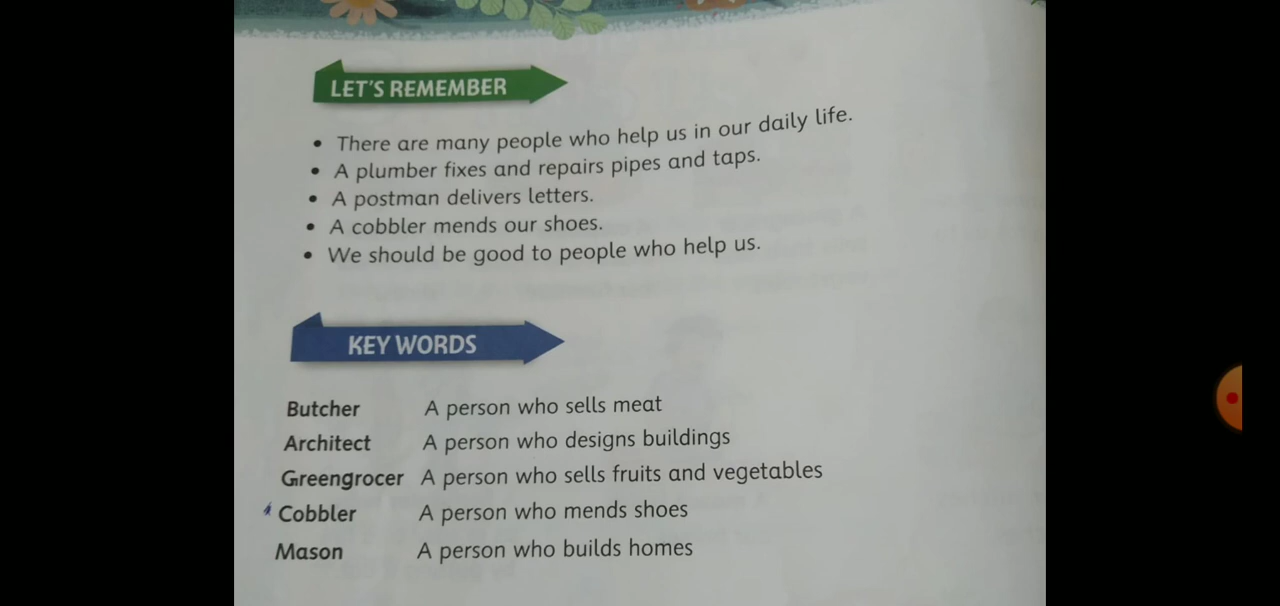 LET'S REMEMBER
• There are many people who help us in our daily life.
• A plumber fixes and repairs pipes and taps.
• A postman delivers letters.
• A cobbler mends our shoes.
• We should be good to people who help us.
KEY WORDS
Butcher A person who sells meat
Architect A person who designs buildings
Greengrocer A person who sells fruits and vegetables
Cobbler A person who mends shoes
Mason A person who builds homes